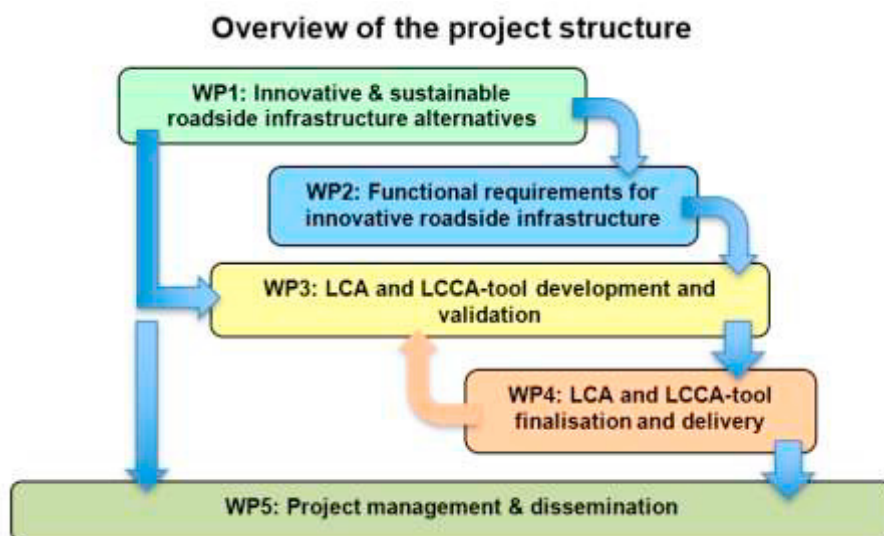 Overview of the project structure
WP1: Innovative & sustainable
roadside infrastructure alternatives
WP2: Functional requirements for
innovative roadside infrastructure
WP3: LCA and LCCA-tool development and
validation
WP4: LCA and LCCA-tool
finalisation and delivery
WP5: Project management & dissemination